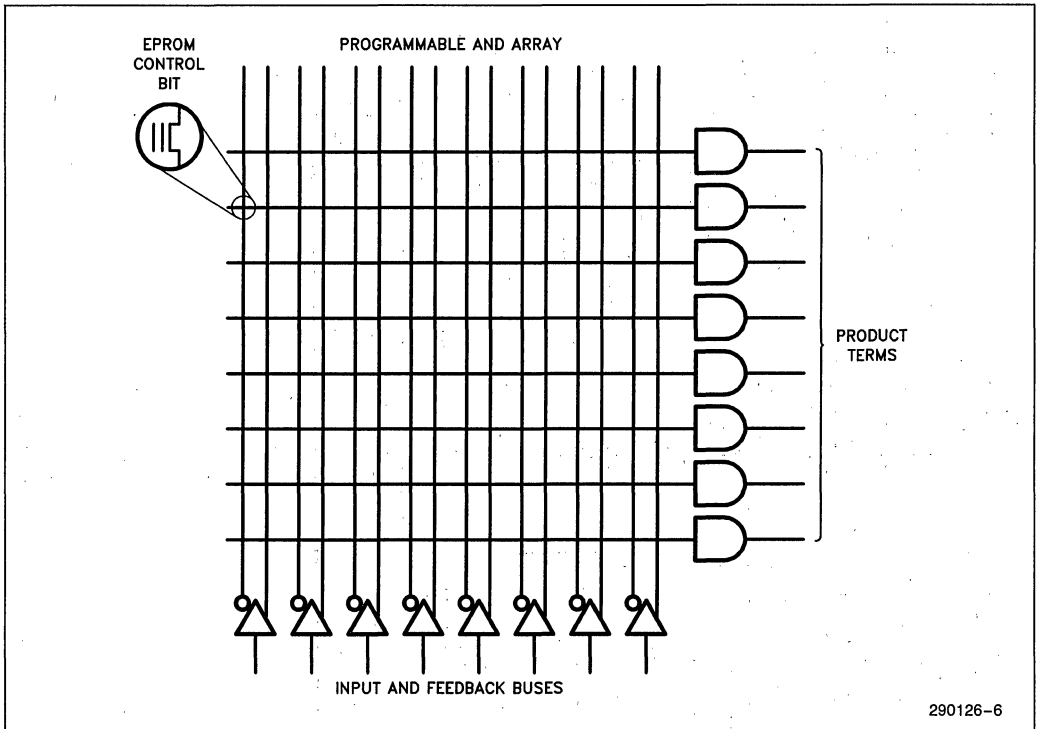 EPROM
CONTROL
BIT
PROGRAMMABLE AND ARRAY
PRODUCT
TERMS
INPUT AND FEEDBACK BUSES
290126-6